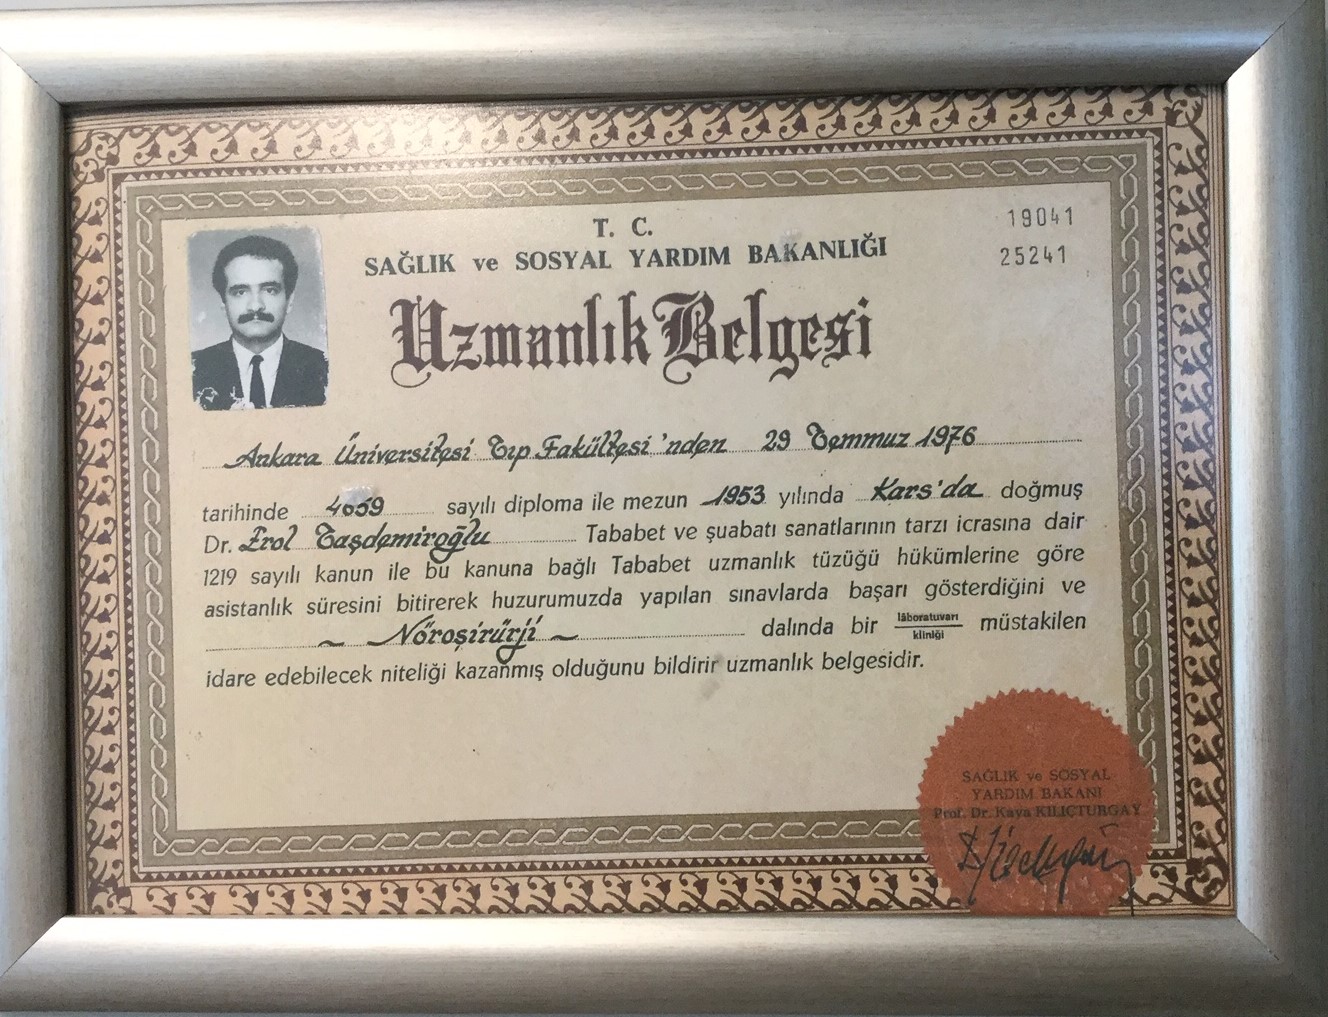 T. C.
19041
SAĞLIK ve SOSYAL YARDIM BAKANLIĞI
25241
Uzmanlık Belgesi
Ankara Üniversitesi Tıp Fakültesi'nden 29 Temmuz 1976
tarihinde 4659 sayılı diploma ile mezun 1953 yılında Kars'da doğmuş
Dr. Erol Taşdemiroğlu Tababet ve şuabatı sanatlarının tarzı icrasına dair
1219 sayılı kanun ile bu kanuna bağlı Tababet uzmanlık tüzüğü hükümlerine göre
asistanlık süresini bitirerek huzurumuzda yapılan sınavlarda başarı gösterdiğini ve
~ Nöroşirürji ~ dalında bir lâboratuvarı müstakilen
kliniği
idare edebilecek niteliği kazanmış olduğunu bildirir uzmanlık belgesidir.
SAĞLIK ve SOSYAL
YARDIM BAKANI
Prof. Dr. Kaya KILIÇTURGAY